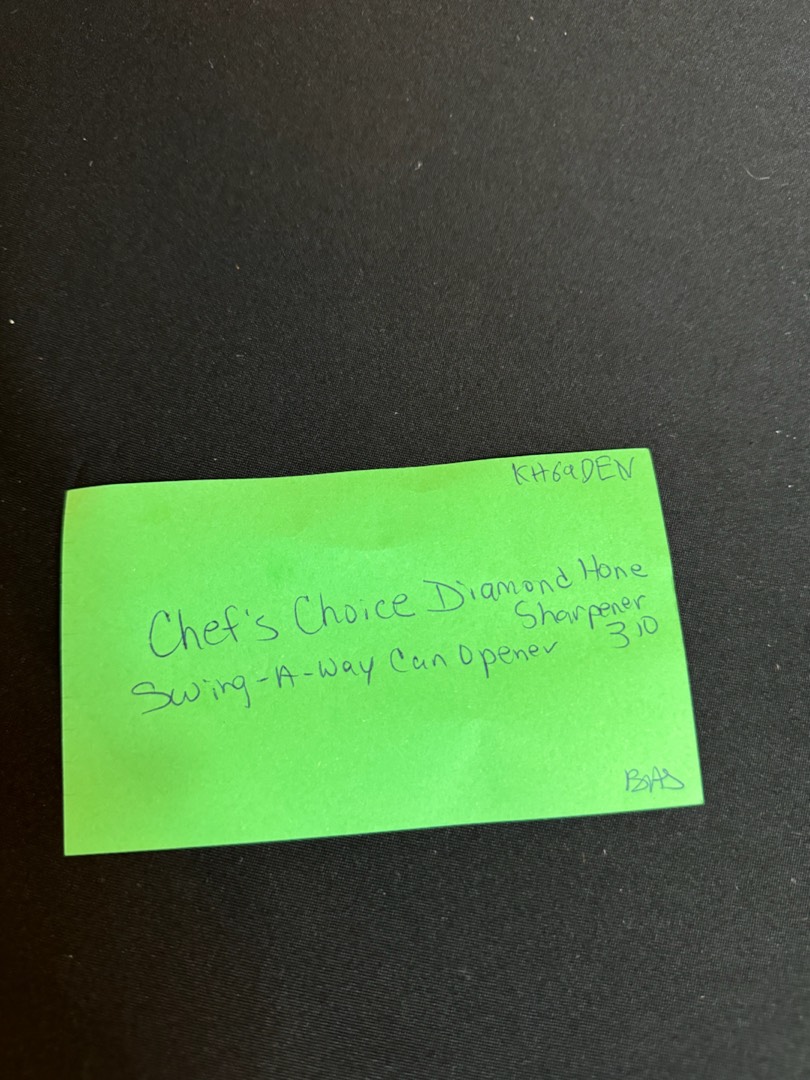 KH69DEN
Chef's Choice Diamond Hone
Sharpener
310
Swing-A-Way Can Opener